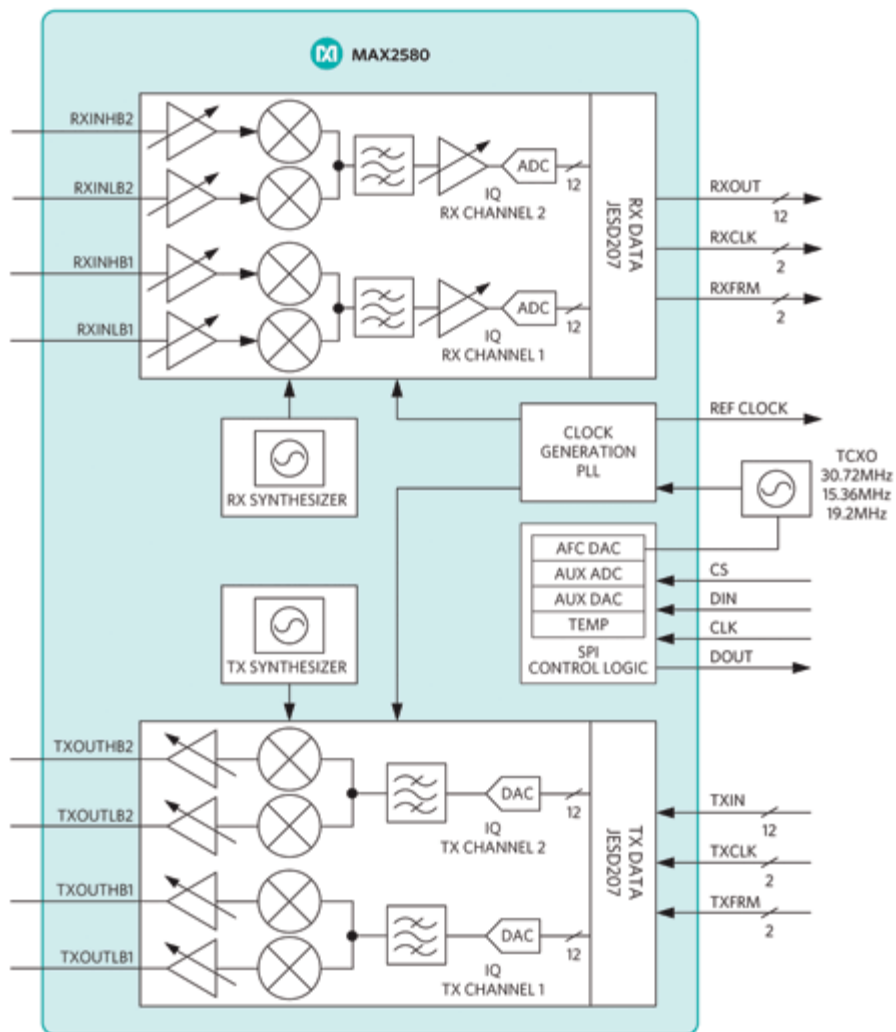 MAX2580
RXINHB2
RXINLB2
RXINHB1
RXINLB1
ADC
12
IQ
RX CHANNEL 2
ADC
12
IQ
RX CHANNEL 1
RX DATA
JESD207
RXOUT
12
RXCLK
2
RXFRM
2
RX SYNTHESIZER
CLOCK
GENERATION
PLL
REF CLOCK
TCXO
30.72MHz
15.36MHz
19.2MHz
AFC DAC
AUX ADC
AUX DAC
TEMP
SPI
CONTROL LOGIC
CS
DIN
CLK
DOUT
TX SYNTHESIZER
TXOUTHB2
TXOUTLB2
TXOUTHB1
TXOUTLB1
DAC
12
IQ
TX CHANNEL 2
DAC
12
IQ
TX CHANNEL 1
TX DATA
JESD207
TXIN
12
TXCLK
2
TXFRM
2